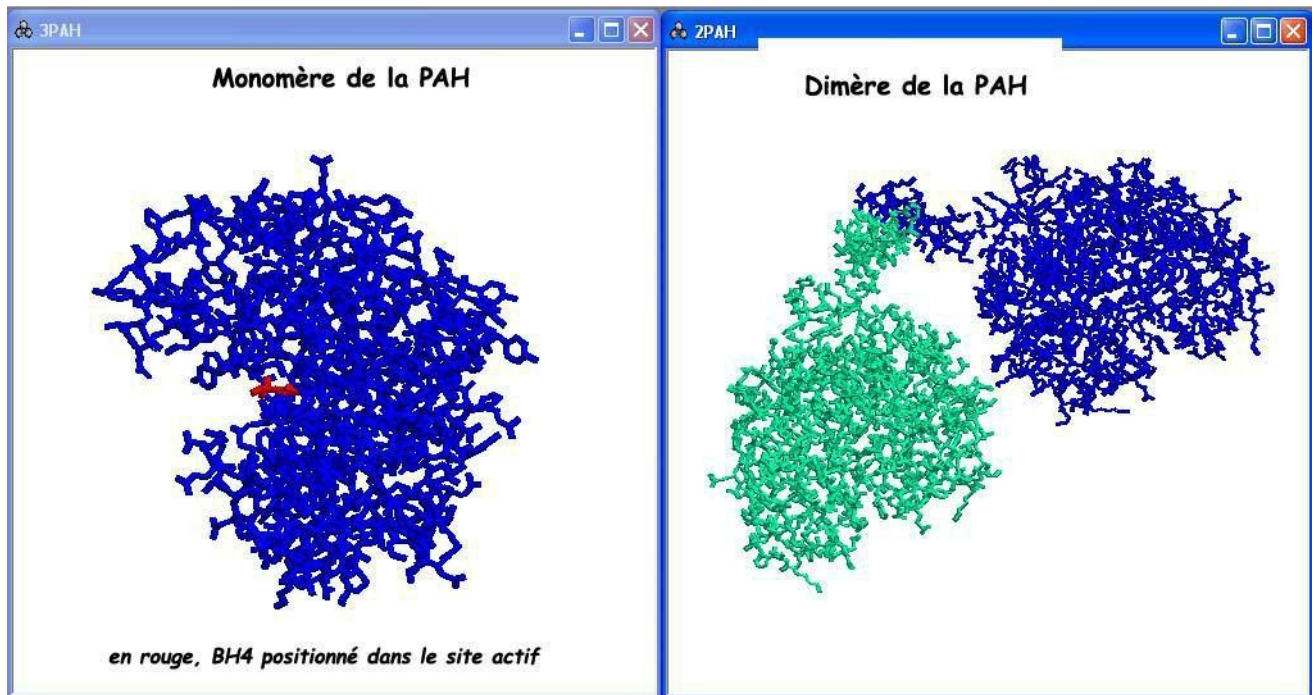 3PAH
Monomère de la PAH
en rouge, BH4 positionné dans le site actif
2PAH
Dimère de la PAH